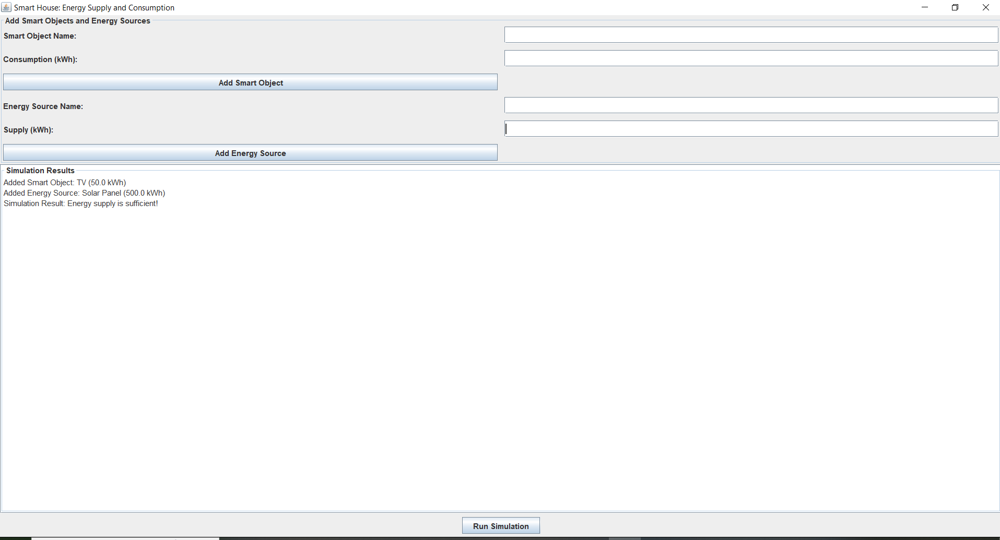 Smart House: Energy Supply and Consumption
Add Smart Objects and Energy Sources
Smart Object Name:
Consumption (kWh):
Add Smart Object
Energy Source Name:
Supply (kWh):
Add Energy Source
Simulation Results
Added Smart Object: TV (50.0 kWh)
Added Energy Source: Solar Panel (500.0 kWh)
Simulation Result: Energy supply is sufficient!
Run Simulation